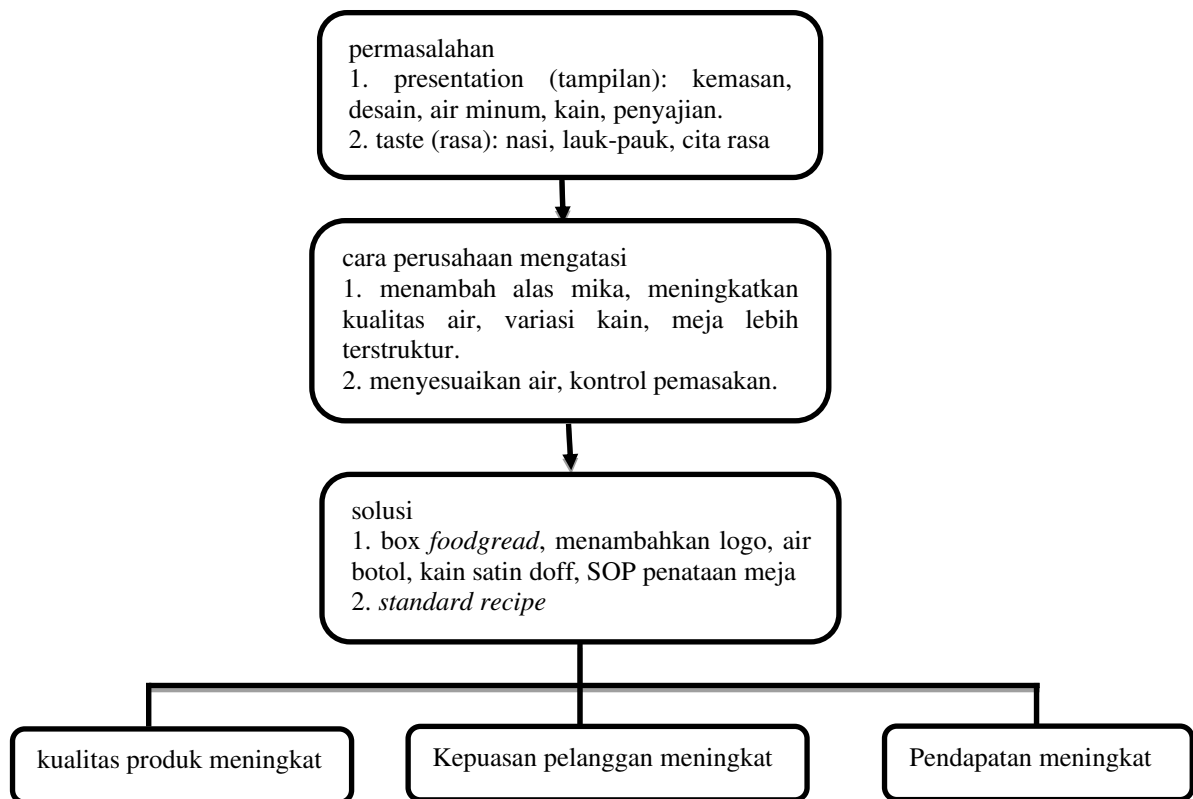 permasalahan
1. presentation (tampilan): kemasan,
desain, air minum, kain, penyajian.
2. taste (rasa): nasi, lauk-pauk, cita rasa
cara perusahaan mengatasi
1. menambah alas mika, meningkatkan
kualitas air, variasi kain, meja lebih
terstruktur.
2. menyesuaikan air, kontrol pemasakan.
solusi
1. box foodgread, menambahkan logo, air
botol, kain satin doff, SOP penataan meja
2. standard recipe
kualitas produk meningkat
Kepuasan pelanggan meningkat
Pendapatan meningkat